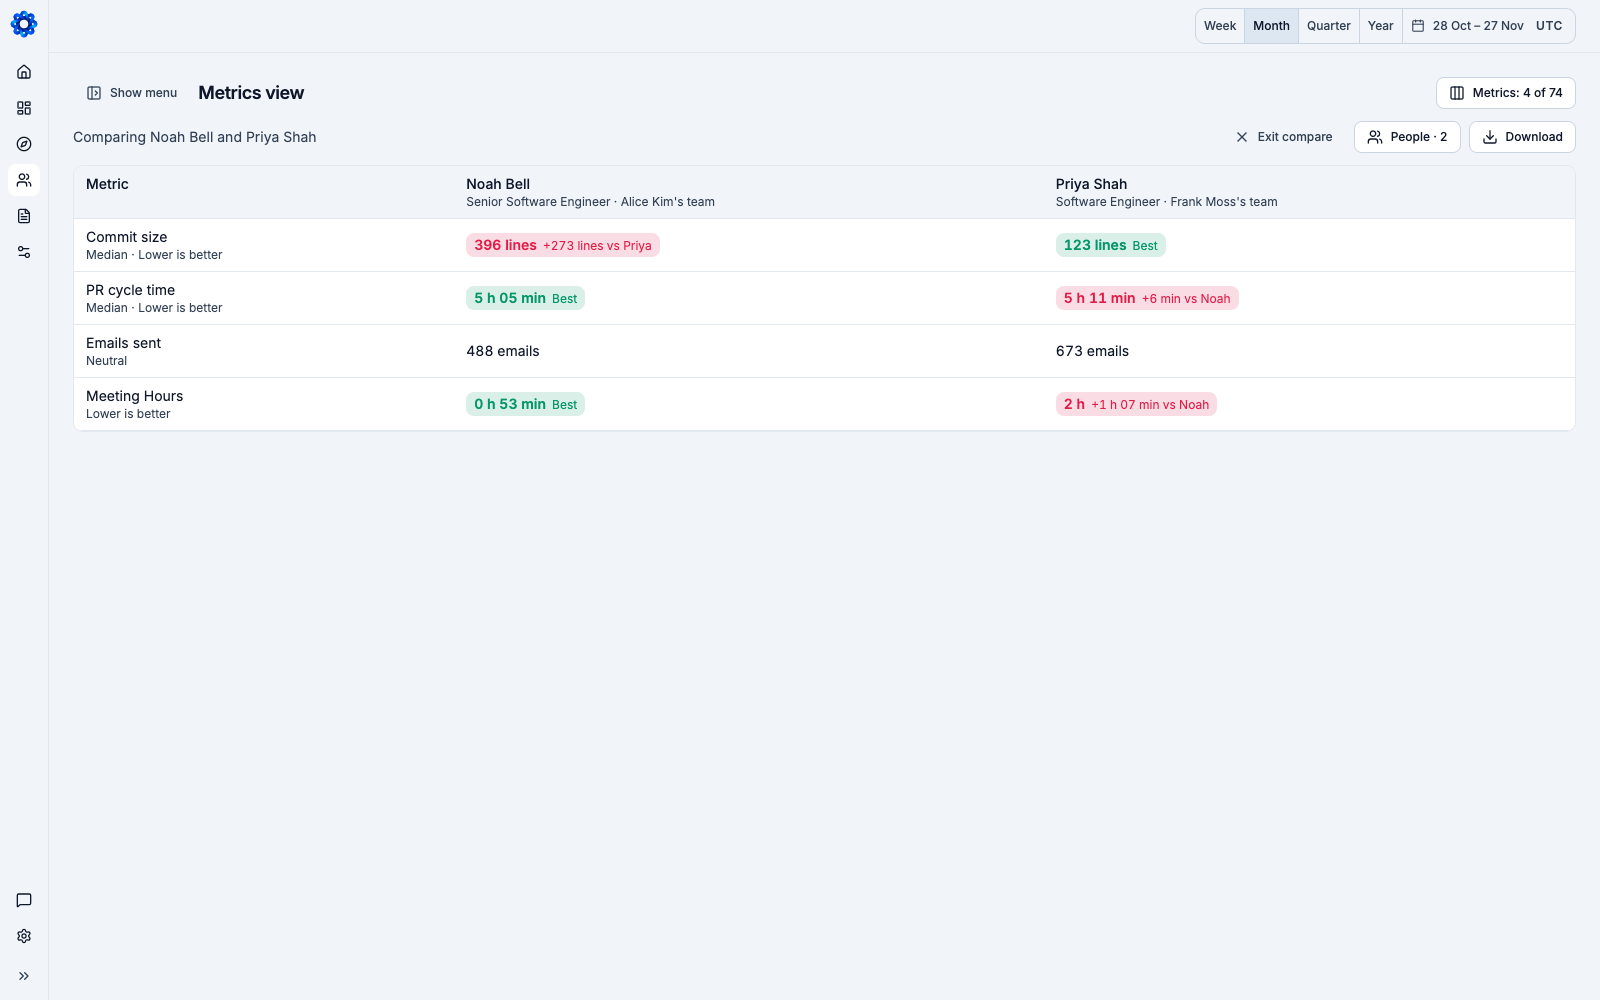 Week Month Quarter Year 28 Oct – 27 Nov UTC
Show menu Metrics view Metrics: 4 of 74
Comparing Noah Bell and Priya Shah Exit compare People · 2 Download
Metric Noah Bell Priya Shah
Senior Software Engineer · Alice Kim's team Software Engineer · Frank Moss's team
Commit size
Median · Lower is better
396 lines +273 lines vs Priya 123 lines Best
PR cycle time
Median · Lower is better
5 h 05 min Best 5 h 11 min +6 min vs Noah
Emails sent
Neutral
488 emails 673 emails
Meeting Hours
Lower is better
0 h 53 min Best 2 h +1 h 07 min vs Noah